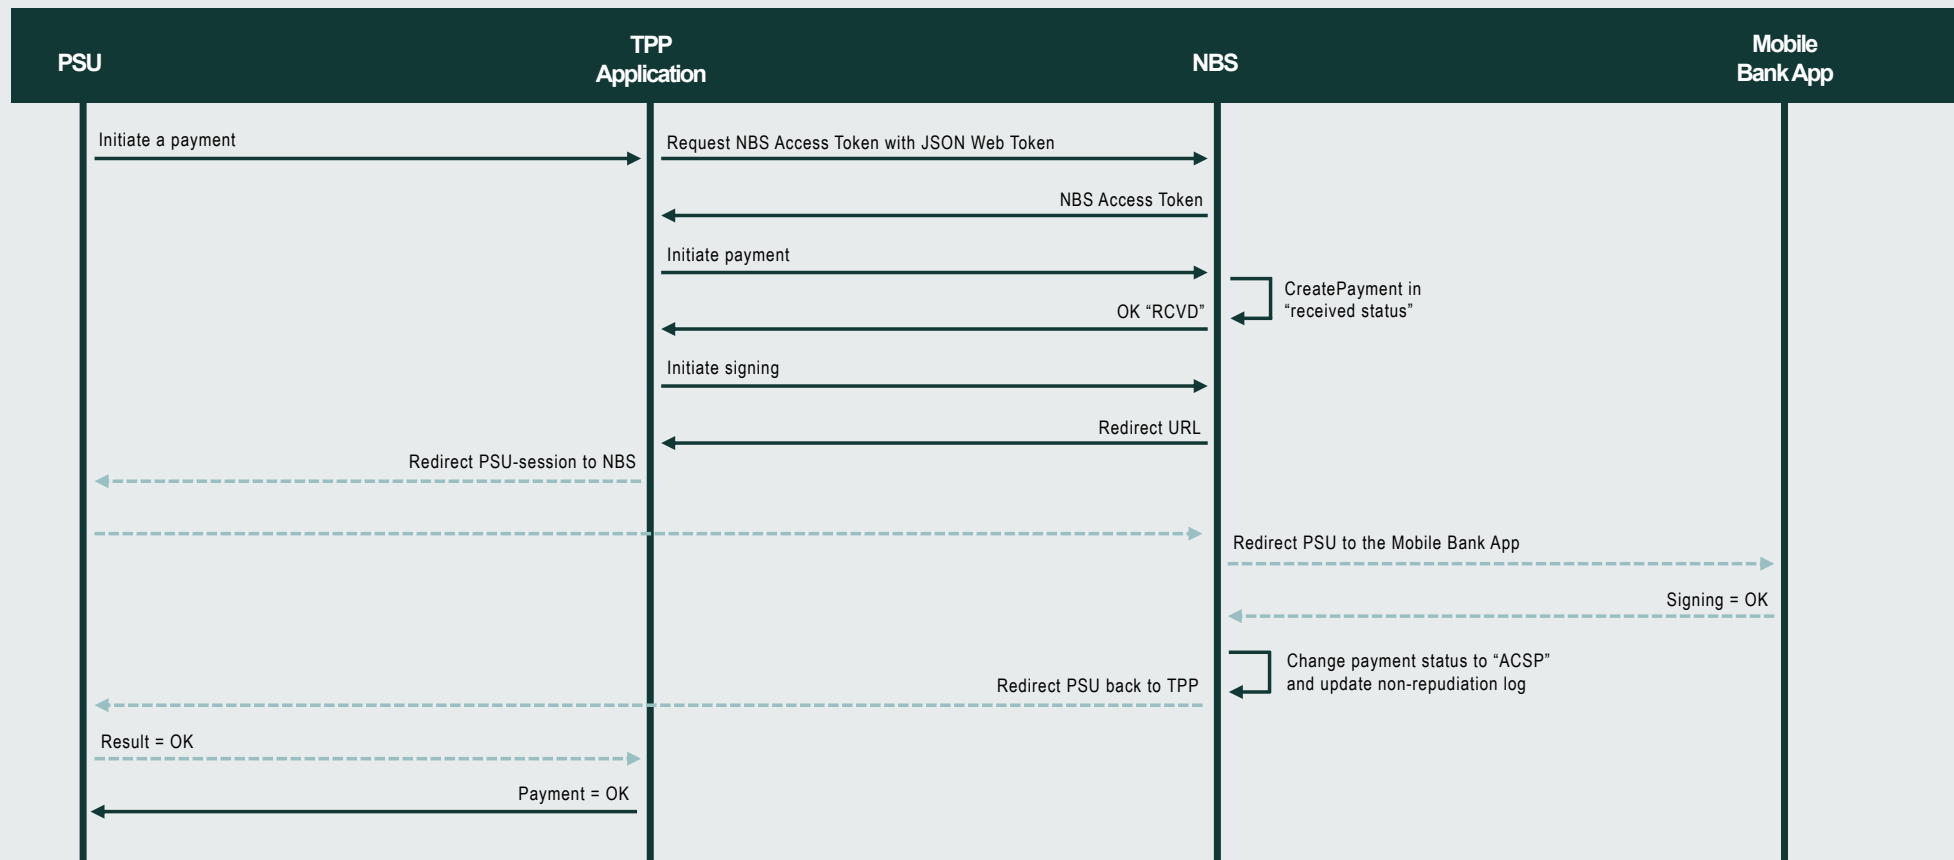 PSU
TPP
Application
NBS
Mobile
Bank App
Initiate a payment
Request NBS Access Token with JSON Web Token
NBS Access Token
Initiate payment
CreatePayment in
“received status”
OK “RCVD”
Initiate signing
Redirect URL
Redirect PSU-session to NBS
Redirect PSU to the Mobile Bank App
Signing = OK
Change payment status to “ACSP”
and update non-repudiation log
Redirect PSU back to TPP
Result = OK
Payment = OK